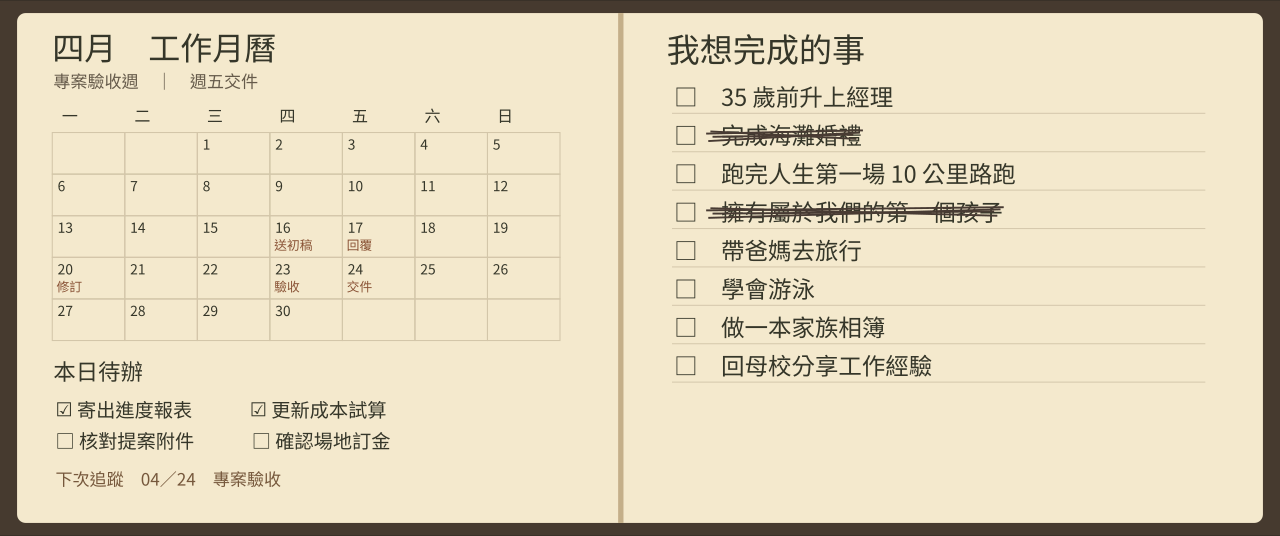 四月　工作月曆
專案驗收週　｜　週五交件
一 二 三 四 五 六 日
1 2 3 4 5
6 7 8 9 10 11 12
13 14 15 16 17 18 19
送初稿 回覆
20 21 22 23 24 25 26
修訂 驗收 交件
27 28 29 30
本日待辦
☑ 寄出進度報表 ☑ 更新成本試算
☐ 核對提案附件 ☐ 確認場地訂金
下次追蹤　04／24　專案驗收
我想完成的事
☐ 35 歲前升上經理
☐ 完成海灘婚禮
☐ 跑完人生第一場 10 公里路跑
☐ 擁有屬於我們的第一個孩子
☐ 帶爸媽去旅行
☐ 學會游泳
☐ 做一本家族相簿
☐ 回母校分享工作經驗